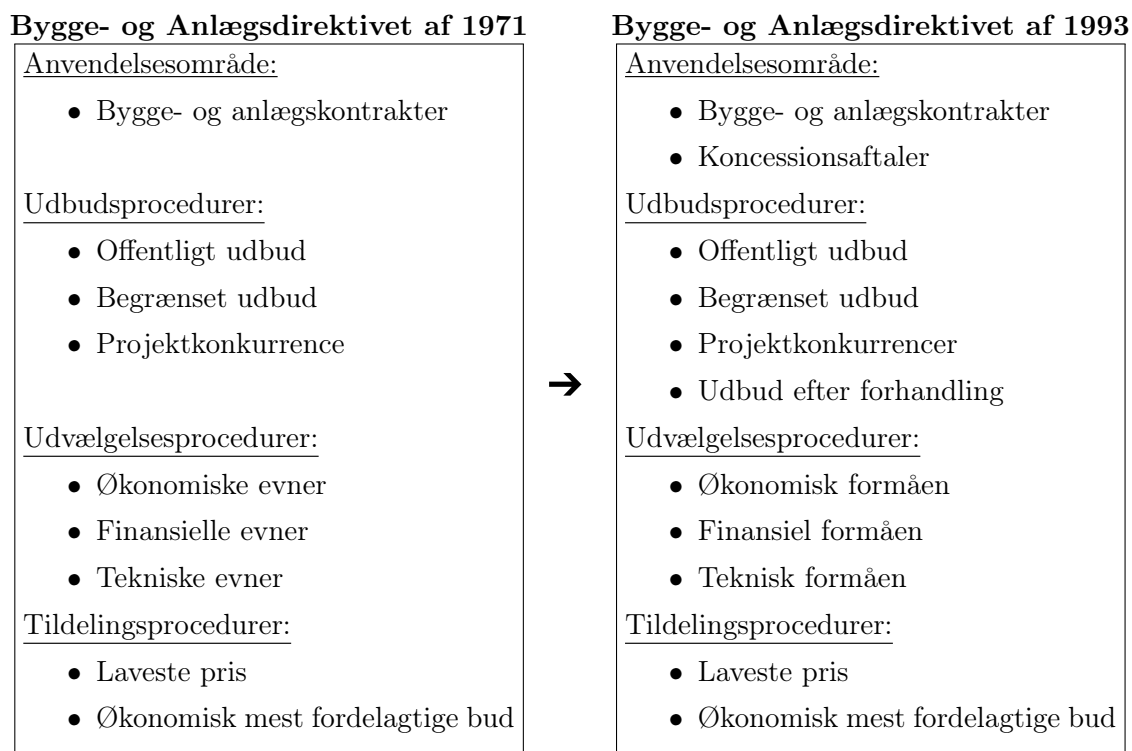 Bygge- og Anlægsdirektivet af 1971
Anvendelsesområde:
• Bygge- og anlægskontrakter
Udbudsprocedurer:
• Offentligt udbud
• Begrænset udbud
• Projektkonkurrence
Udvælgelsesprocedurer:
• Økonomiske evner
• Finansielle evner
• Tekniske evner
Tildelingsprocedurer:
• Laveste pris
• Økonomisk mest fordelagtige bud
➔
Bygge- og Anlægsdirektivet af 1993
Anvendelsesområde:
• Bygge- og anlægskontrakter
• Koncessionsaftaler
Udbudsprocedurer:
• Offentligt udbud
• Begrænset udbud
• Projektkonkurrencer
• Udbud efter forhandling
Udvælgelsesprocedurer:
• Økonomisk formåen
• Finansiel formåen
• Teknisk formåen
Tildelingsprocedurer:
• Laveste pris
• Økonomisk mest fordelagtige bud